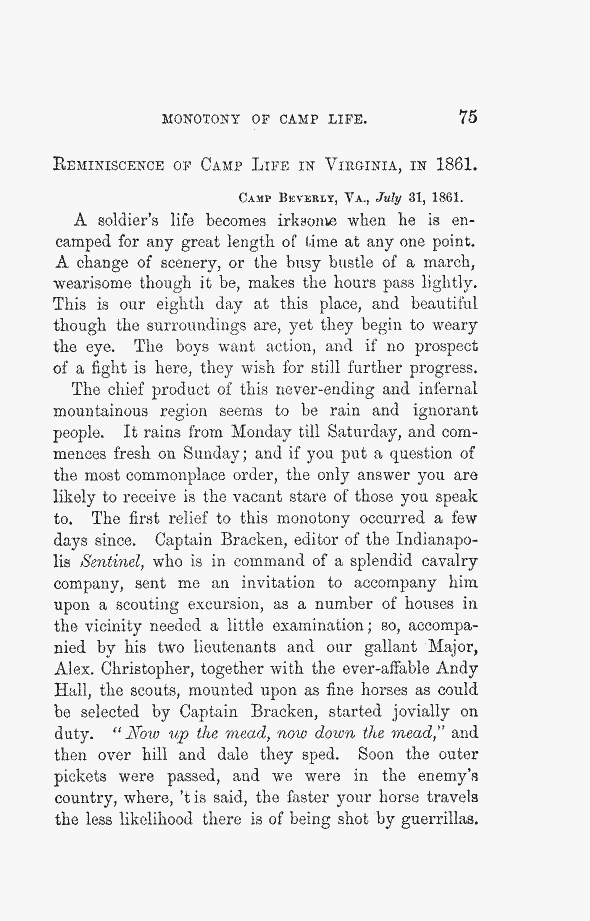 MONOTONY OF CAMP LIFE. 75
REMINISCENCE OF CAMP LIFE IN VIRGINIA, IN 1861.
CAMP BEVERLY, VA., July 31, 1861.
A soldier's life becomes irksome when he is en-
camped for any great length of time at any one point.
A change of scenery, or the busy bustle of a march,
wearisome though it be, makes the hours pass lightly.
This is our eighth day at this place, and beautiful
though the surroundings are, yet they begin to weary
the eye. The boys want action, and if no prospect
of a fight is here, they wish for still further progress.
The chief product of this never-ending and infernal
mountainous region seems to be rain and ignorant
people. It rains from Monday till Saturday, and com-
mences fresh on Sunday; and if you put a question of
the most commonplace order, the only answer you are
likely to receive is the vacant stare of those you speak
to. The first relief to this monotony occurred a few
days since. Captain Bracken, editor of the Indianapo-
lis Sentinel, who is in command of a splendid cavalry
company, sent me an invitation to accompany him
upon a scouting excursion, as a number of houses in
the vicinity needed a little examination; so, accompa-
nied by his two lieutenants and our gallant Major,
Alex. Christopher, together with the ever-affable Andy
Hall, the scouts, mounted upon as fine horses as could
be selected by Captain Bracken, started jovially on
duty. "Now up the mead, now down the mead," and
then over hill and dale they sped. Soon the outer
pickets were passed, and we were in the enemy's
country, where, 't is said, the faster your horse travels
the less likelihood there is of being shot by guerrillas.